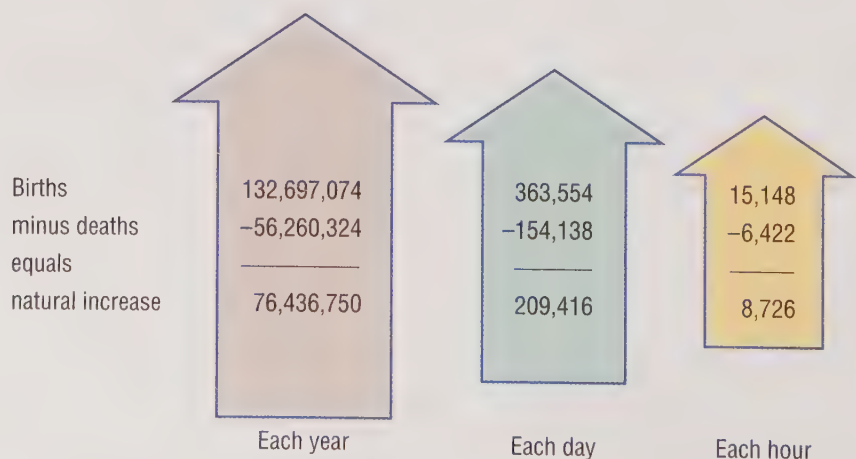 Births 132,697,074 363,554 15,148
minus deaths –56,260,324 –154,138 –6,422
equals
natural increase 76,436,750 209,416 8,726
Each year Each day Each hour